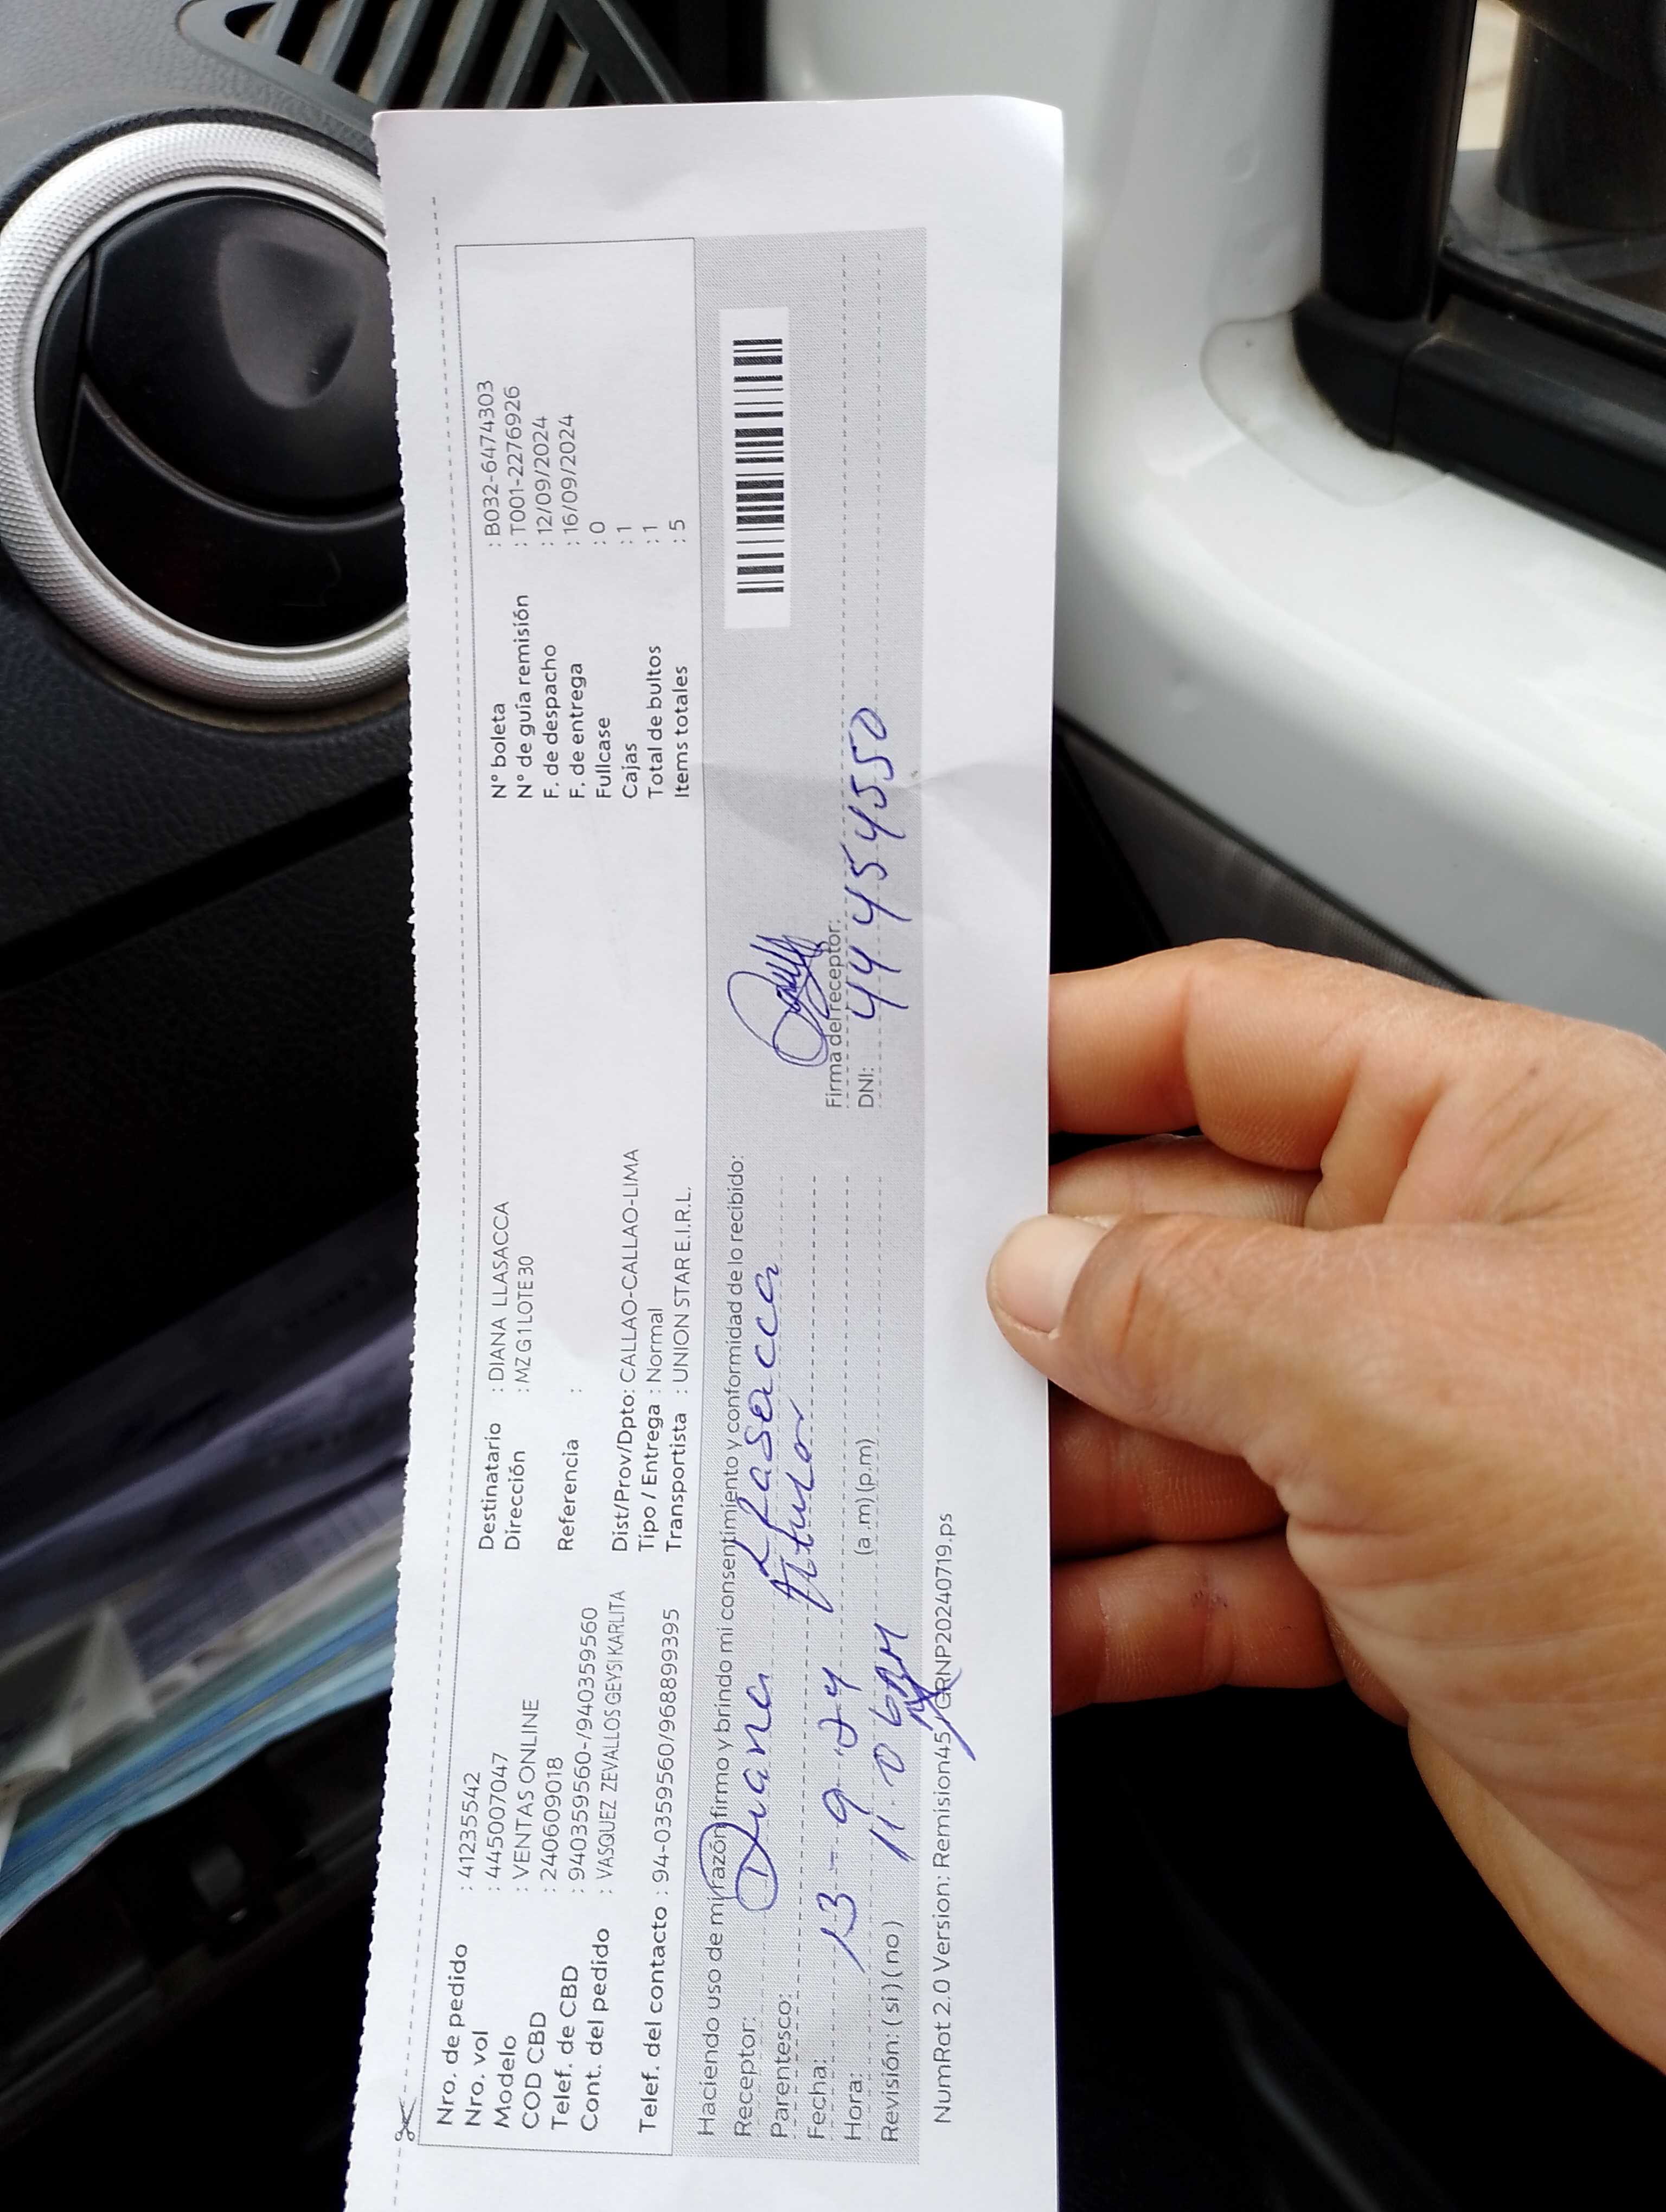 Nro. de pedido : 41235542
Nro. vol : 445007047
Modelo : VENTAS ONLINE
COD CBD : 240609018
Telef. de CBD : 940359560-/940359560
Cont. del pedido : VASQUEZ ZEVALLOS GEYSI KARLITA
Telef. del contacto : 94-0359560/968899395
Destinatario : DIANA LLASACCA
Dirección : MZ G1 LOTE 30
Referencia :
Dist/Prov/Dpto: CALLAO-CALLAO-LIMA
Tipo / Entrega : Normal
Transportista : UNION STAR E.I.R.L.
N° boleta : B032-6474303
N° de guía remisión : T001-2276926
F. de despacho : 12/09/2024
F. de entrega : 16/09/2024
Fullcase : 0
Cajas : 1
Total de bultos : 1
Items totales : 5
Haciendo uso de mi razón firmo y brindo mi consentimiento y conformidad de lo recibido:
Receptor: Diana Llasacca
Parentesco: titular
Fecha: 13-9-24
Hora: 11.06 (a.m) (p.m)
Revisión: ( si ) ( no )
Firma del receptor:
DNI: 44454550
NumRot 2.0 Version: Remision45_GRNP20240719.ps